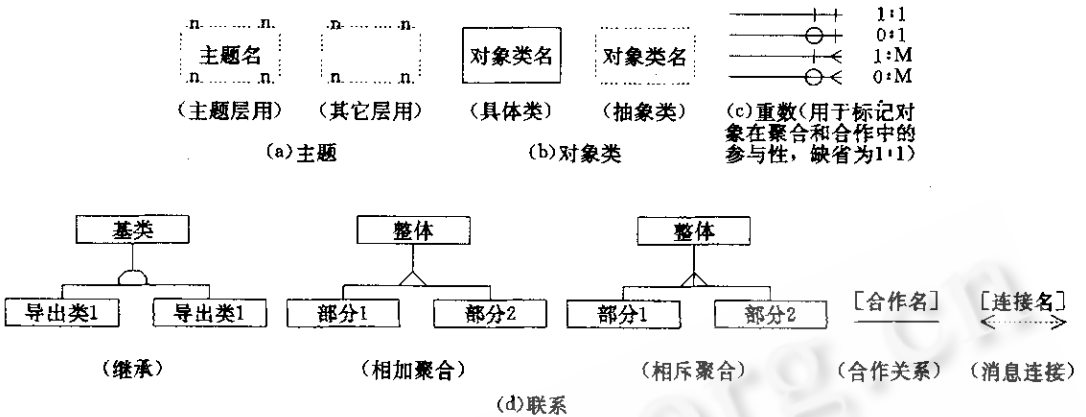 n n n n
主题名 对象类名 对象类名
n n n n
(主题层用) (其它层用) (具体类) (抽象类)
(a)主题 (b)对象类
1:1
0:1
1:M
0:M
(c)重数(用于标记对
象在聚合和合作中的
参与性,缺省为1:1)
基类 整体 整体
导出类1 导出类1 部分1 部分2 部分1 部分2 [合作名] [连接名]
(继承) (相加聚合) (相斥聚合) (合作关系) (消息连接)
(d)联系
org.cn